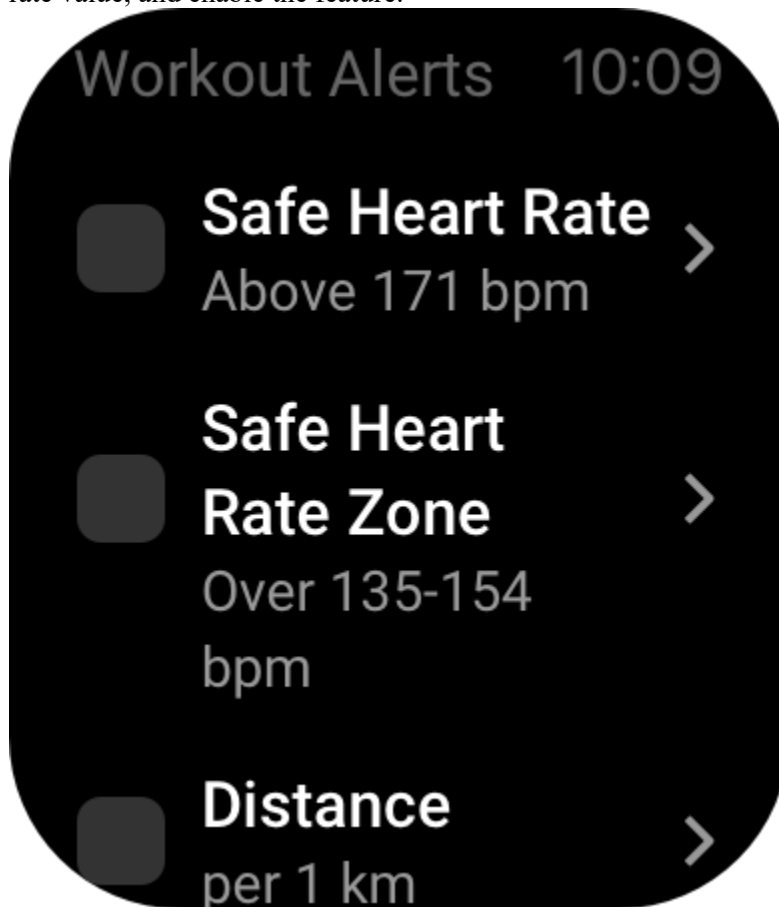 Workout Alerts 10:09
Safe Heart Rate
Above 171 bpm
Safe Heart
Rate Zone
Over 135-154
bpm
Distance
per 1 km